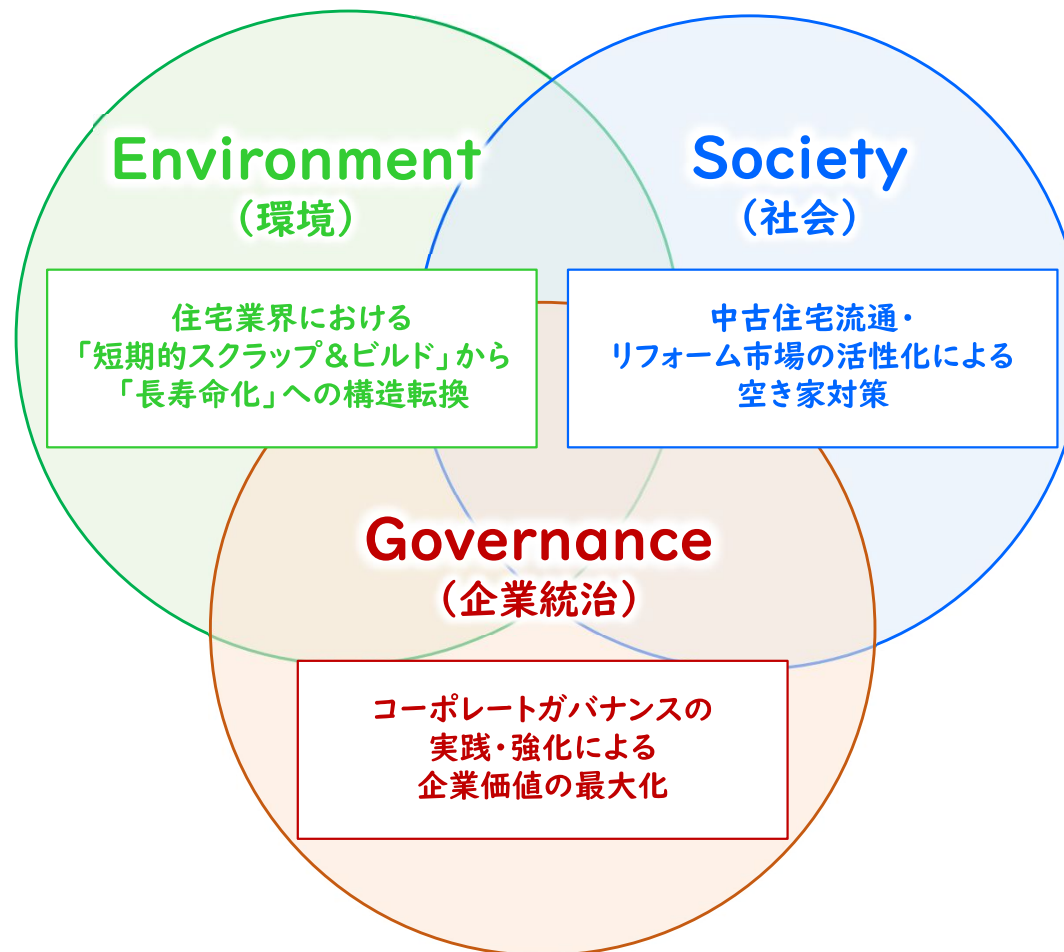 Environment
（環境）
住宅業界における
「短期的スクラップ&ビルド」から
「長寿命化」への構造転換
Society
（社会）
中古住宅流通・
リフォーム市場の活性化による
空き家対策
Governance
（企業統治）
コーポレートガバナンスの
実践・強化による
企業価値の最大化